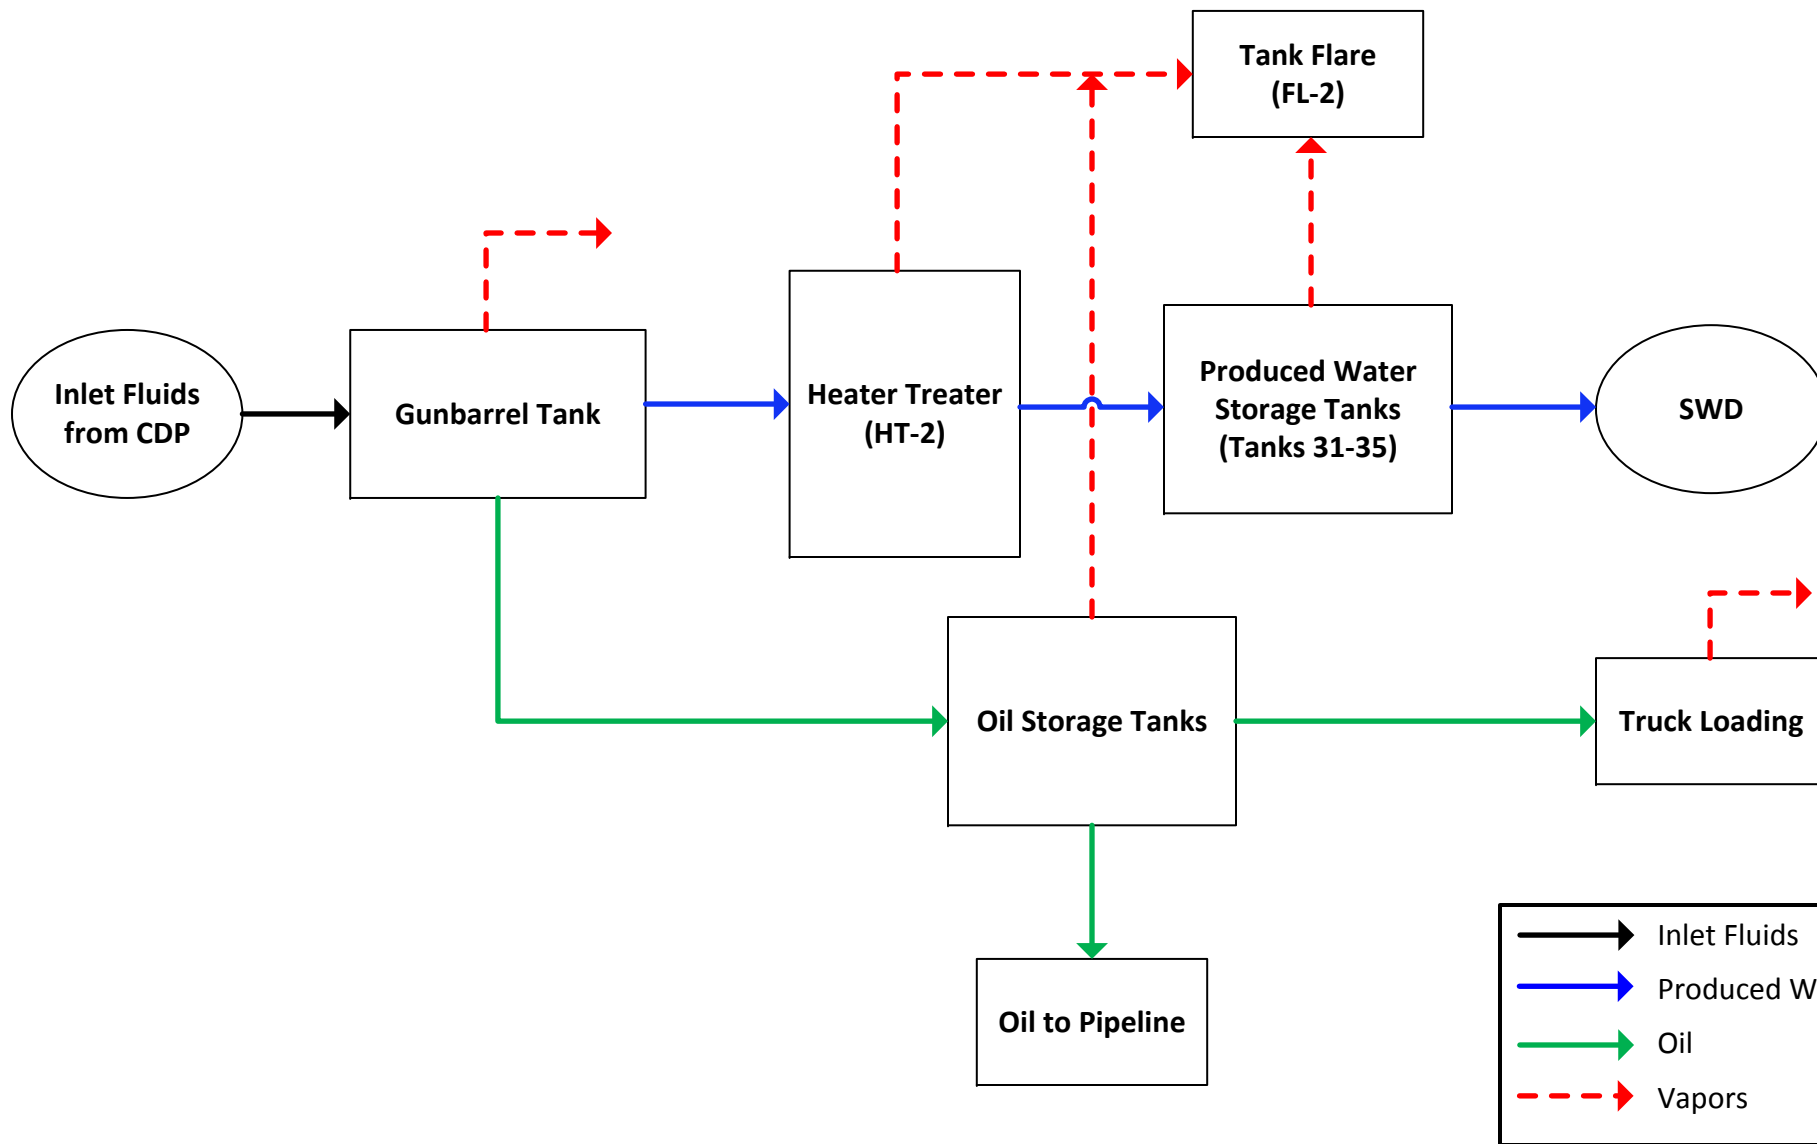 Tank Flare
(FL-2)
Inlet Fluids
from CDP
Gunbarrel Tank
Heater Treater
(HT-2)
Produced Water
Storage Tanks
(Tanks 31-35)
SWD
Oil Storage Tanks
Truck Loading
Oil to Pipeline
Inlet Fluids
Produced W
Oil
Vapors